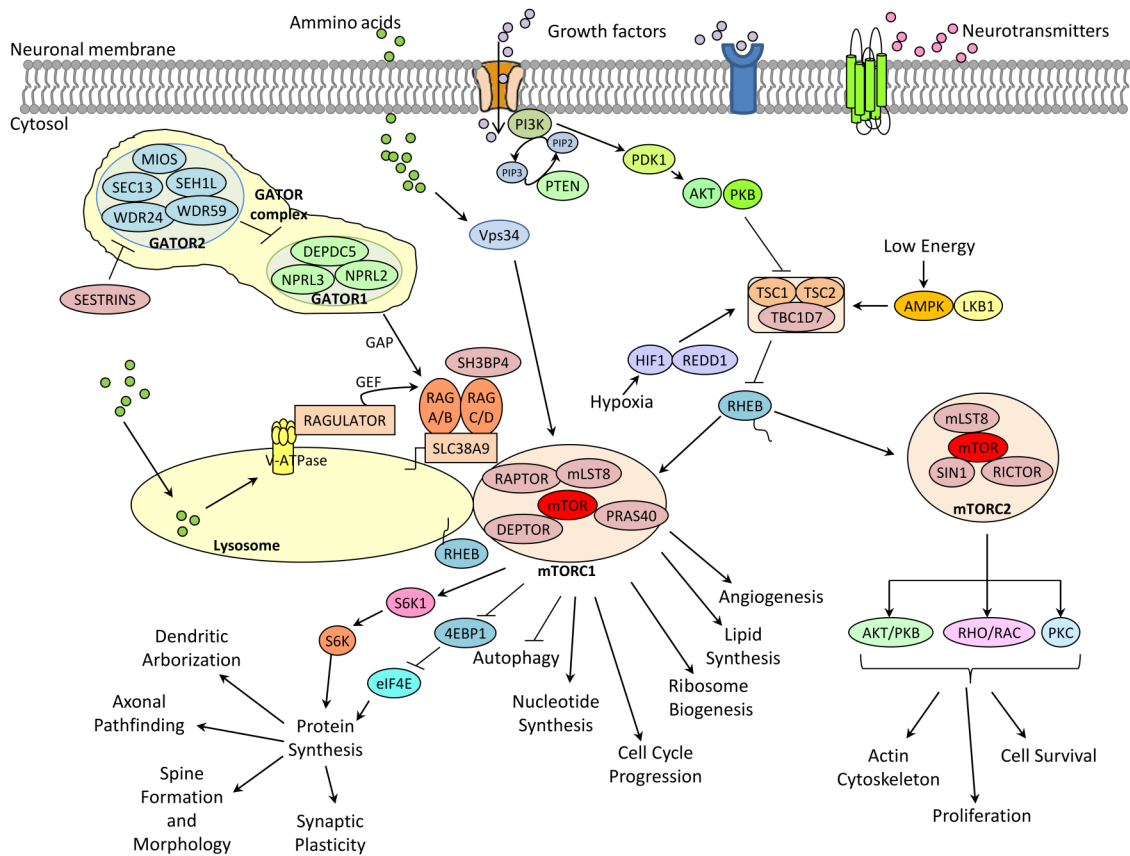 Ammino acids
Growth factors
Neurotransmitters
Neuronal membrane
Cytosol
PI3K
PIP2
PIP3
PTEN
PDK1
AKT
PKB
MIOS
SEC13
SEH1L
WDR24
WDR59
GATOR2
GATOR
complex
DEPDC5
NPRL3
NPRL2
GATOR1
SESTRINS
Vps34
Low Energy
TSC1
TSC2
TBC1D7
AMPK
LKB1
HIF1
REDD1
Hypoxia
RHEB
GAP
SH3BP4
GEF
RAG
A/B
RAG
C/D
RAGULATOR
SLC38A9
V-ATPase
Lysosome
RHEB
RAPTOR
mLST8
mTOR
PRAS40
DEPTOR
mTORC1
mLST8
mTOR
SIN1
RICTOR
mTORC2
S6K1
S6K
4EBP1
eIF4E
Autophagy
Nucleotide
Synthesis
Cell Cycle
Progression
Ribosome
Biogenesis
Lipid
Synthesis
Angiogenesis
Dendritic
Arborization
Axonal
Pathfinding
Protein
Synthesis
Spine
Formation
and
Morphology
Synaptic
Plasticity
AKT/PKB
RHO/RAC
PKC
Actin
Cytoskeleton
Cell Survival
Proliferation